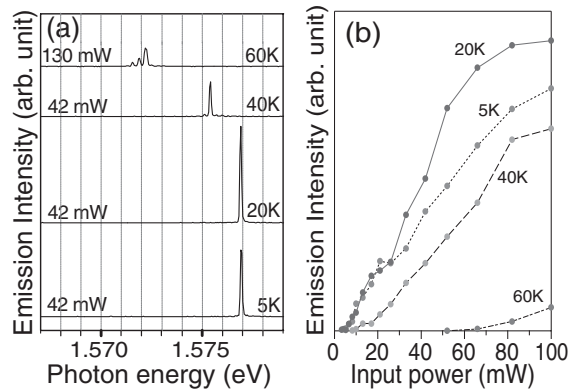 (a)
130 mW
60K
42 mW
40K
42 mW
20K
42 mW
5K
Emission Intensity (arb. unit)
1.570
1.575
Photon energy (eV)
(b)
20K
5K
40K
60K
Emission Intensity (arb. unit)
0
20
40
60
80
100
Input power (mW)